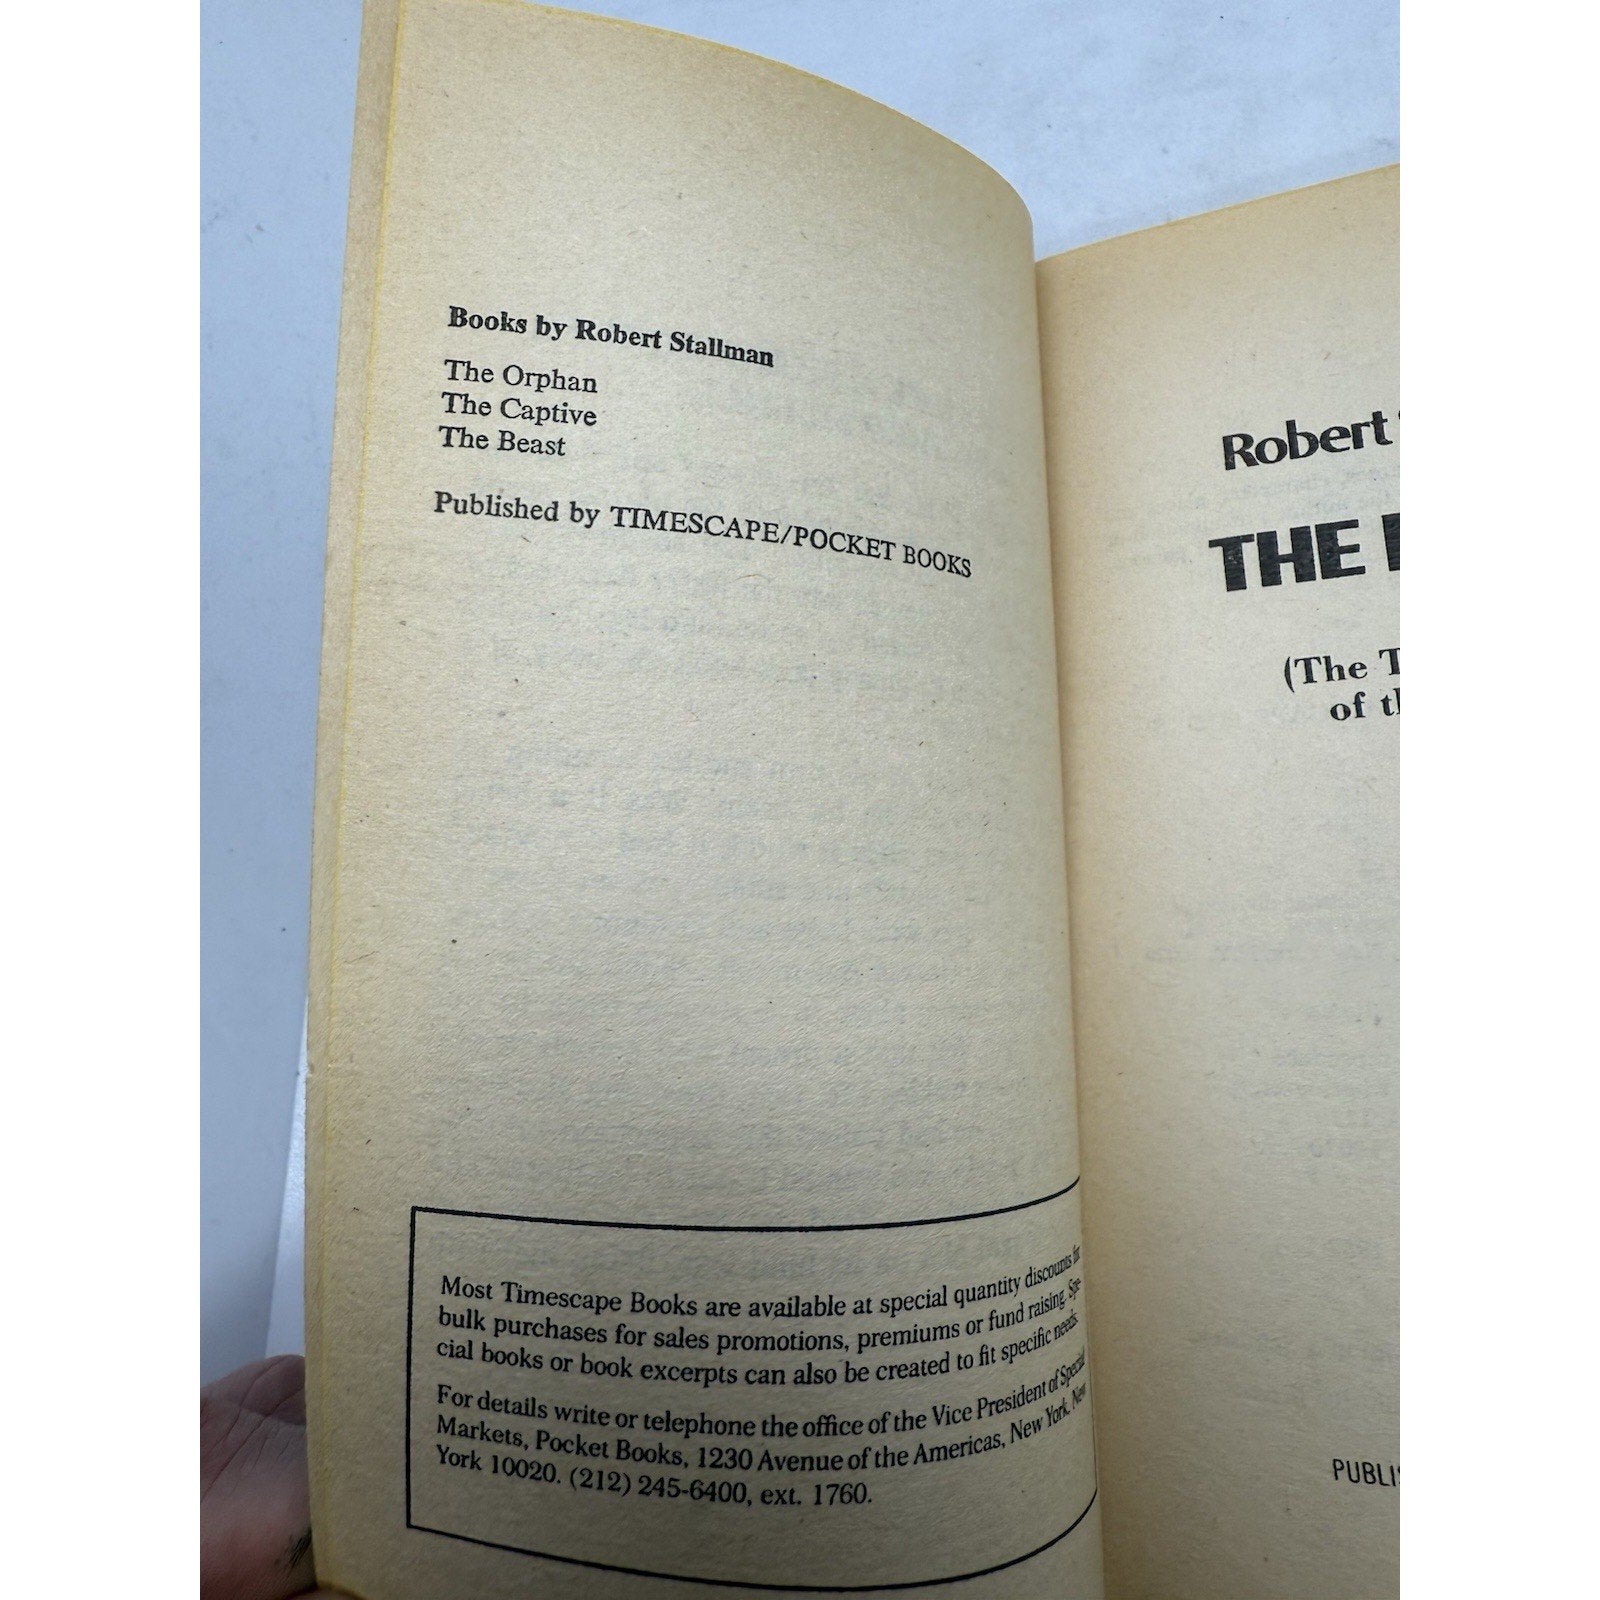 Books by Robert Stallman
The Orphan
The Captive
The Beast
Published by TIMESCAPE/POCKET BOOKS
Most Timescape Books are available at special quantity discounts for
bulk purchases for sales promotions, premiums or fund raising. Spe-
cial books or book excerpts can also be created to fit specific needs.
For details write or telephone the office of the Vice President of Special
Markets, Pocket Books, 1230 Avenue of the Americas, New York, New
York 10020. (212) 245-6400, ext. 1760.
Robert
THE
(The
of